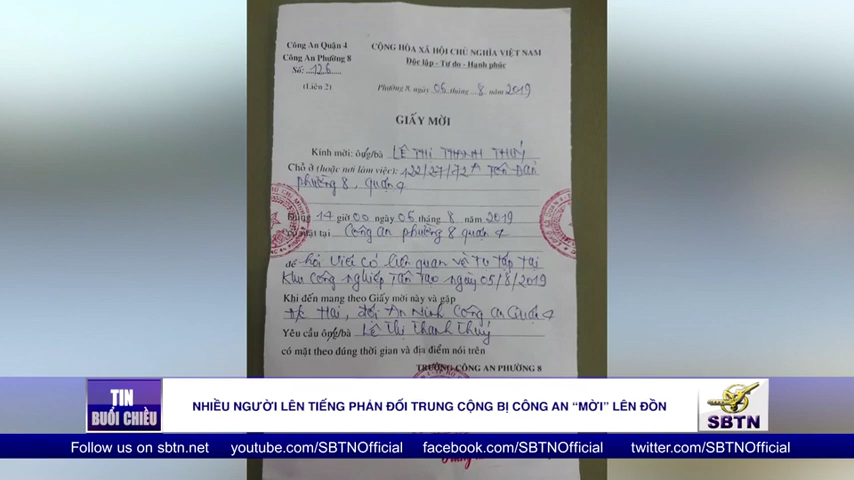 Công An Quận 4
Công An Phường 8
Số: 126
(Liên 2)
CỘNG HÒA XÃ HỘI CHỦ NGHĨA VIỆT NAM
Độc lập - Tự do - Hạnh phúc
Phường 8, ngày 06 tháng 8 năm 2019
GIẤY MỜI
Kính mời: ông/bà LÊ THỊ THANH THÚY
Chỗ ở (hoặc nơi làm việc): 122/27/72A Tôn Đản
phường 8, quận 4
Đúng 14 giờ 00 ngày 06 tháng 8 năm 2019
có mặt tại Công an phường 8 quận 4
để hỏi việc có liên quan về tụ tập tại
Khu công nghiệp Tân Tạo ngày 05/8/2019
Khi đến mang theo Giấy mời này và gặp
đ/c Hai, đội An Ninh Công an Quận 4
Yêu cầu ông/bà Lê Thị Thanh Thúy
có mặt theo đúng thời gian và địa điểm nói trên
TRƯỞNG CÔNG AN PHƯỜNG 8
TIN
BUỔI CHIỀU
NHIỀU NGƯỜI LÊN TIẾNG PHẢN ĐỐI TRUNG CỘNG BỊ CÔNG AN “MỜI” LÊN ĐỒN
SBTN
Follow us on sbtn.net youtube.com/SBTNOfficial facebook.com/SBTNOfficial twitter.com/SBTNOfficial